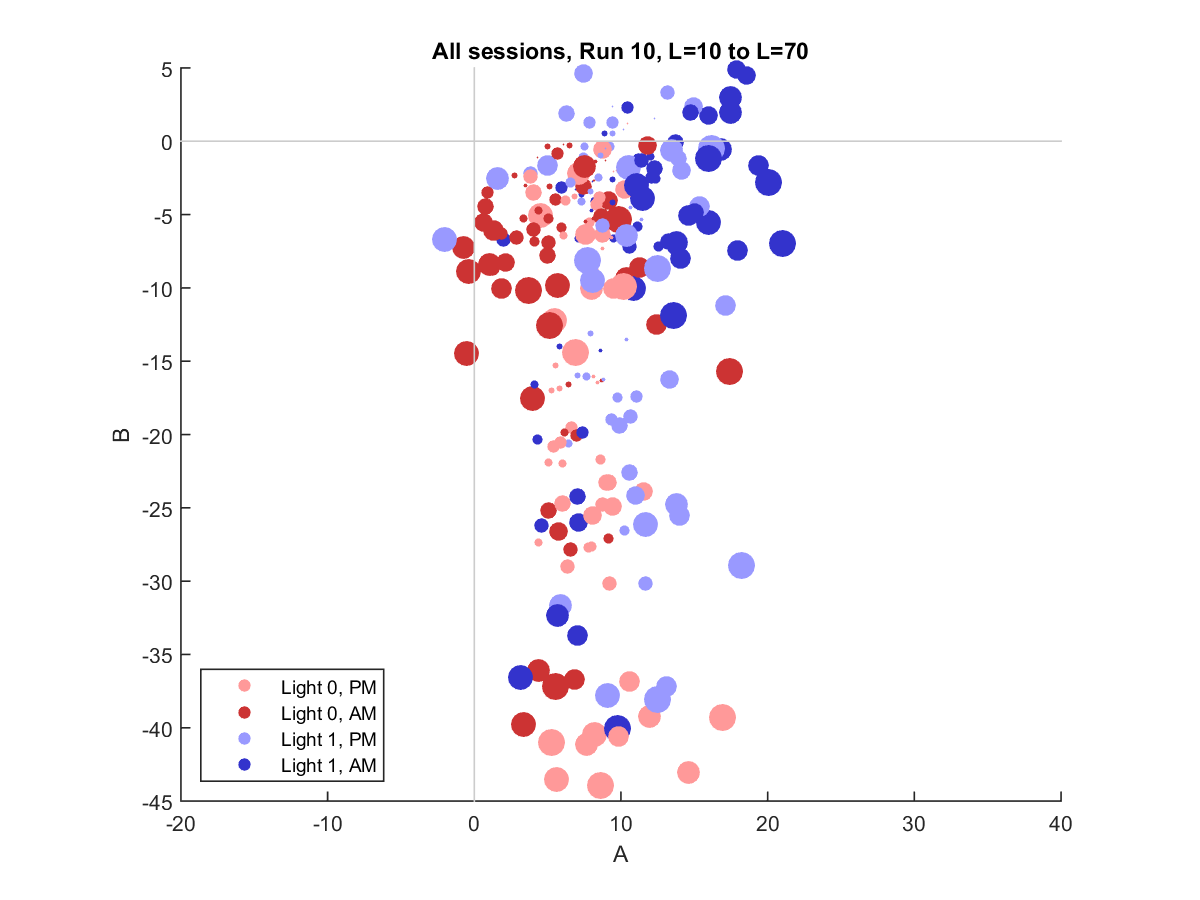 All sessions, Run 10, L=10 to L=70
5
0
-5
-10
-15
-20
-25
-30
-35
-40
-45
B
Light 0, PM
Light 0, AM
Light 1, PM
Light 1, AM
-20 -10 0 10 20 30 40
A